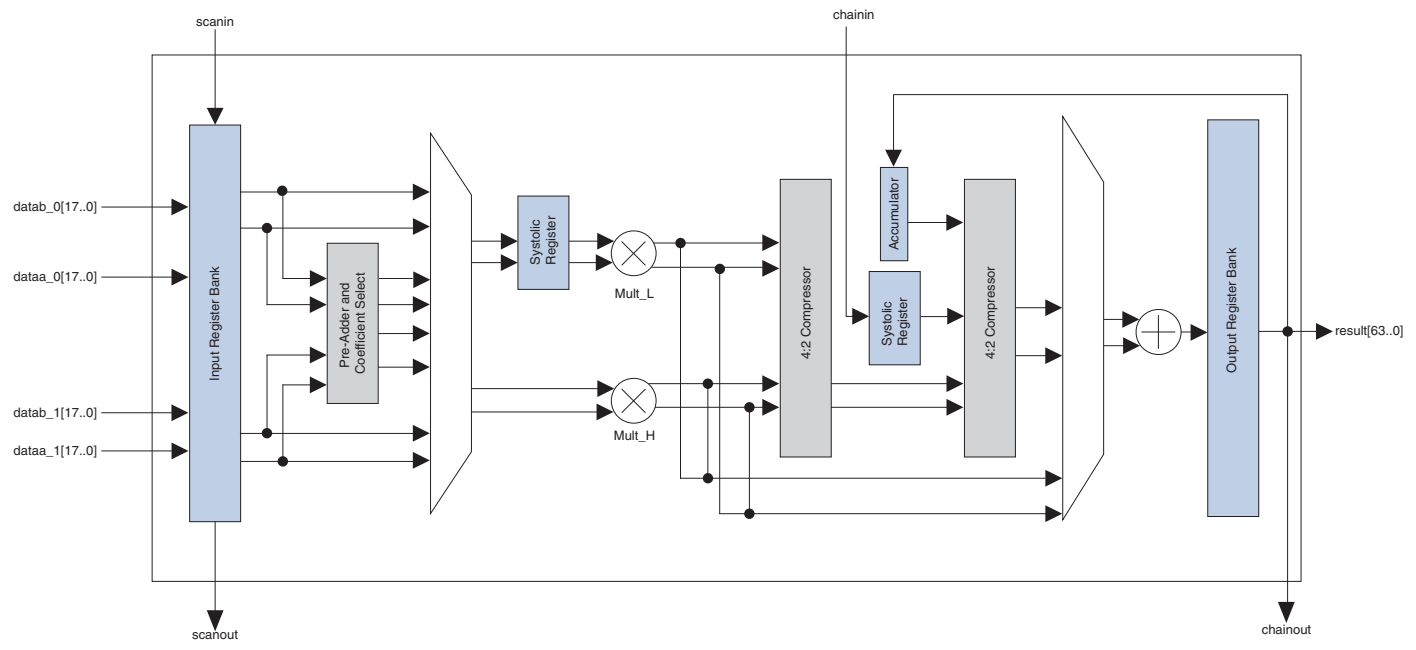 scanin
chainin
datab_0[17..0]
dataa_0[17..0]
datab_1[17..0]
dataa_1[17..0]
Input Register Bank
Pre-Adder and
Coefficient Select
Systolic
Register
Mult_L
Mult_H
4:2 Compressor
Accumulator
Systolic
Register
4:2 Compressor
Output Register Bank
result[63..0]
scanout
chainout